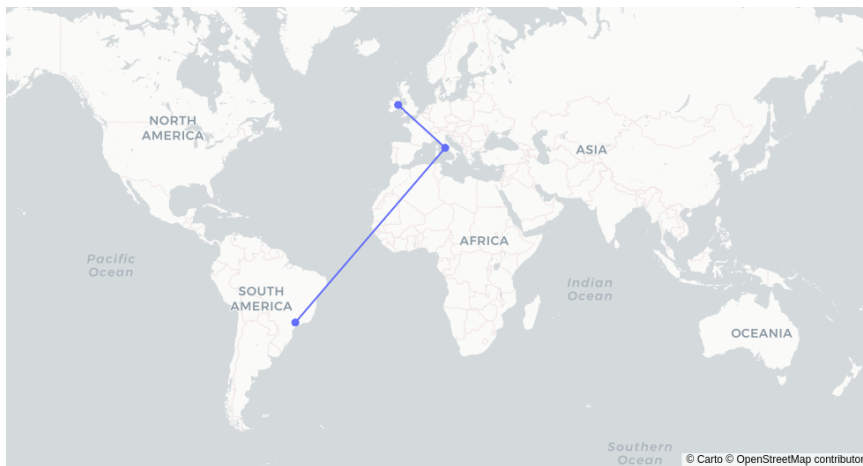 NORTH
AMERICA
ASIA
AFRICA
Pacific
Ocean
Indian
Ocean
SOUTH
AMERICA
OCEANIA
Southern
Ocean
© Carto © OpenStreetMap contributor